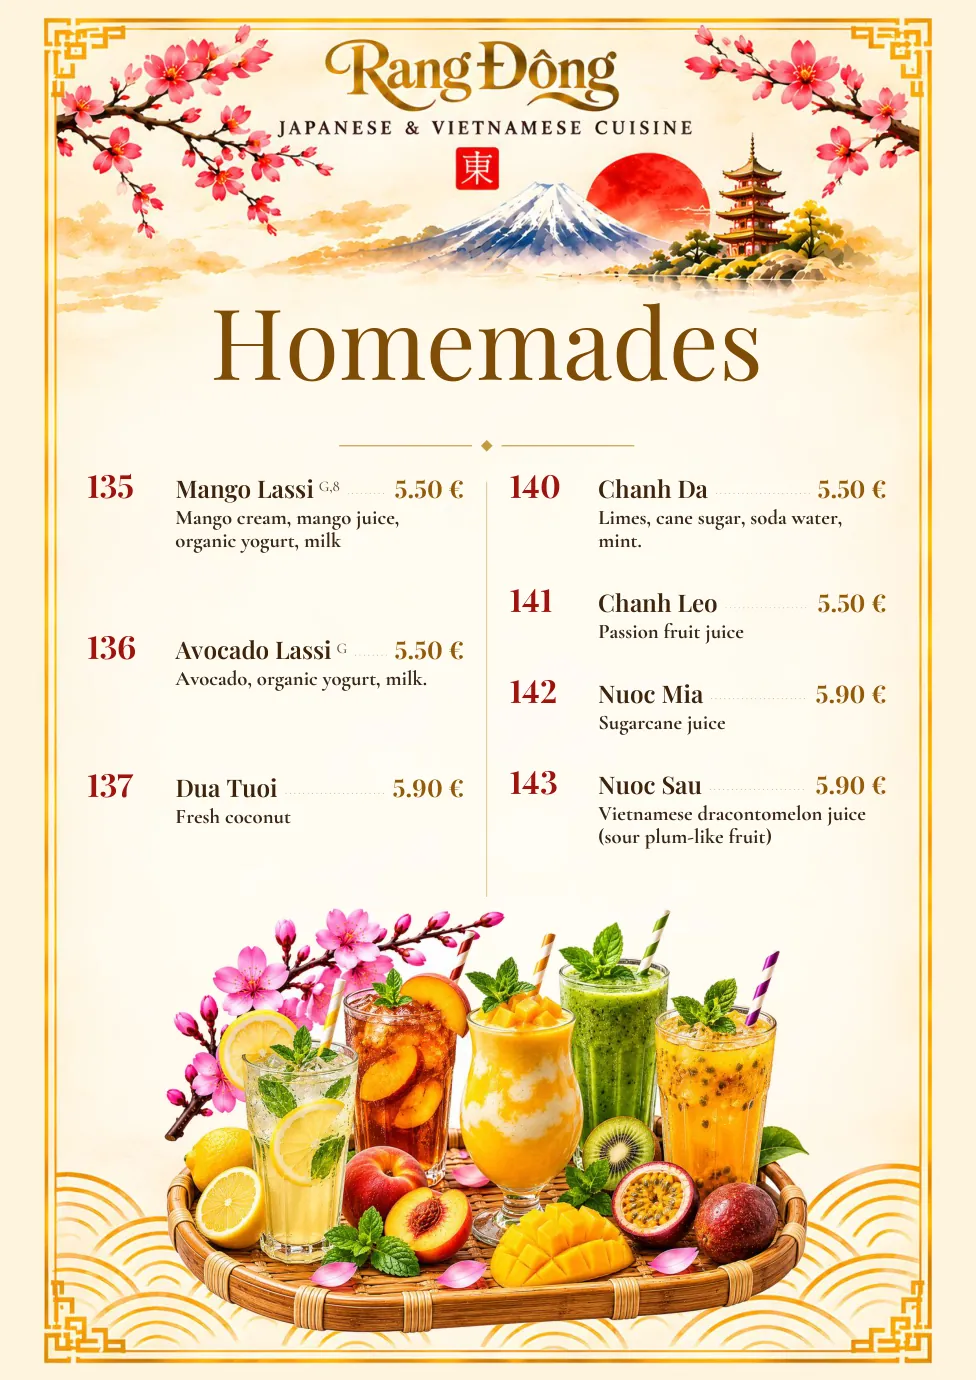 Rang Đông
JAPANESE & VIETNAMESE CUISINE
東
Homemades
135 Mango Lassi G,8 5.50 €
Mango cream, mango juice,
organic yogurt, milk
136 Avocado Lassi G 5.50 €
Avocado, organic yogurt, milk.
137 Dua Tuoi 5.90 €
Fresh coconut
140 Chanh Da 5.50 €
Limes, cane sugar, soda water,
mint.
141 Chanh Leo 5.50 €
Passion fruit juice
142 Nuoc Mia 5.90 €
Sugarcane juice
143 Nuoc Sau 5.90 €
Vietnamese dracontomelon juice
(sour plum-like fruit)